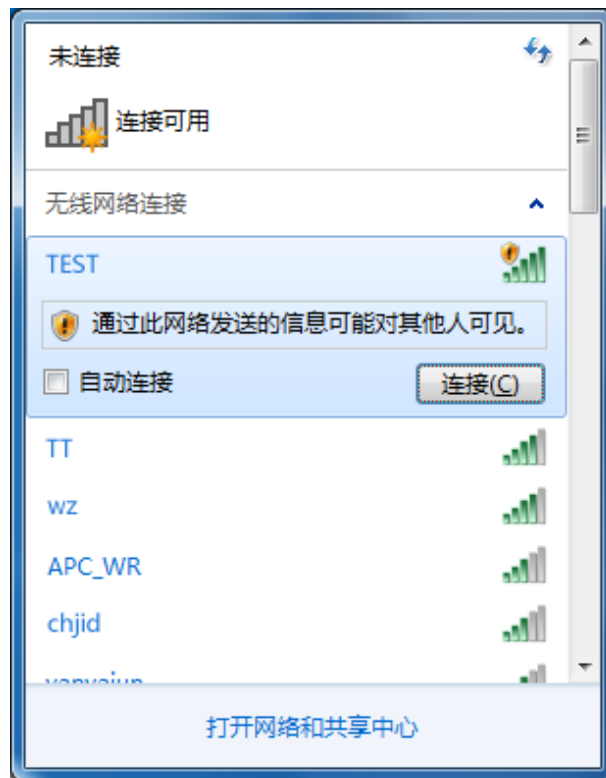 未连接
连接可用
无线网络连接
TEST
通过此网络发送的信息可能对其他人可见。
自动连接
连接(C)
TT
wz
APC_WR
chjid
打开网络和共享中心